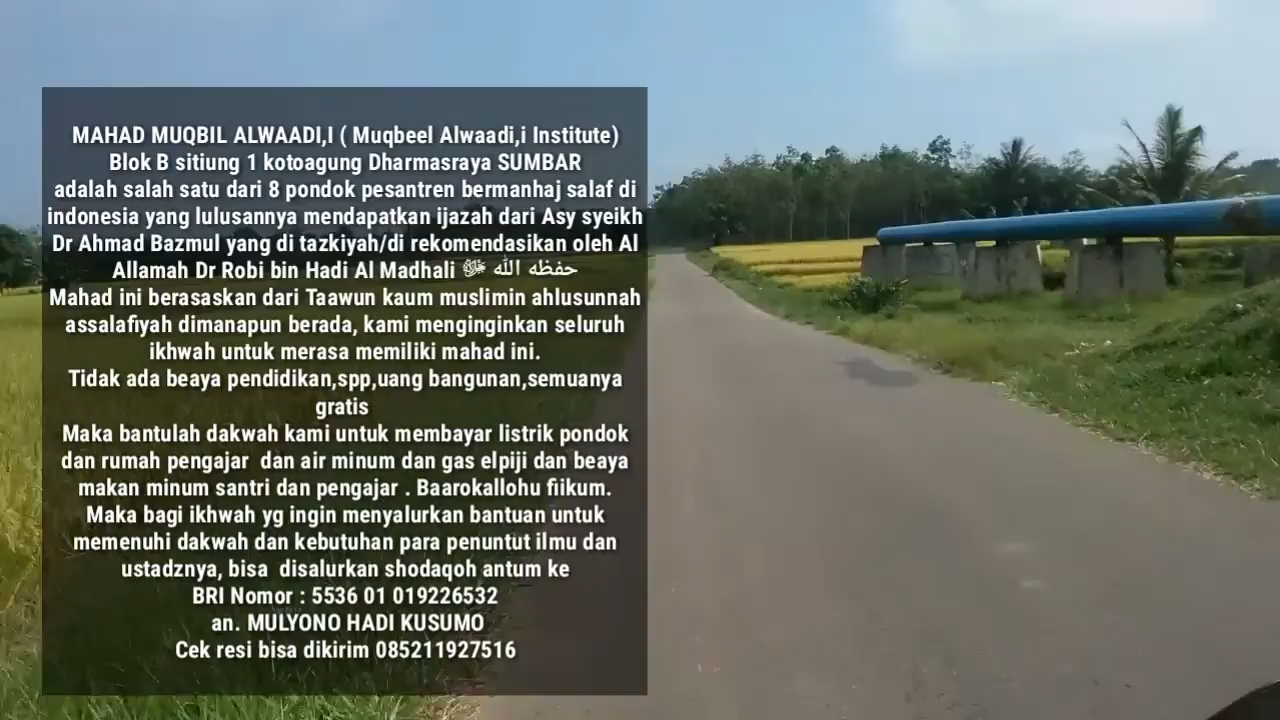 MAHAD MUQBIL ALWAADI,I ( Muqbeel Alwaadi,i Institute)
Blok B sitiung 1 kotoagung Dharmasraya SUMBAR
adalah salah satu dari 8 pondok pesantren bermanhaj salaf di
indonesia yang lulusannya mendapatkan ijazah dari Asy syeikh
Dr Ahmad Bazmul yang di tazkiyah/di rekomendasikan oleh Al
Allamah Dr Robi bin Hadi Al Madhali ﷺ حفظه الله
Mahad ini berasaskan dari Taawun kaum muslimin ahlusunnah
assalafiyah dimanapun berada, kami menginginkan seluruh
ikhwah untuk merasa memiliki mahad ini.
Tidak ada beaya pendidikan,spp,uang bangunan,semuanya
gratis
Maka bantulah dakwah kami untuk membayar listrik pondok
dan rumah pengajar dan air minum dan gas elpiji dan beaya
makan minum santri dan pengajar . Baarokallohu fiikum.
Maka bagi ikhwah yg ingin menyalurkan bantuan untuk
memenuhi dakwah dan kebutuhan para penuntut ilmu dan
ustadznya, bisa disalurkan shodaqoh antum ke
BRI Nomor : 5536 01 019226532
an. MULYONO HADI KUSUMO
Cek resi bisa dikirim 085211927516